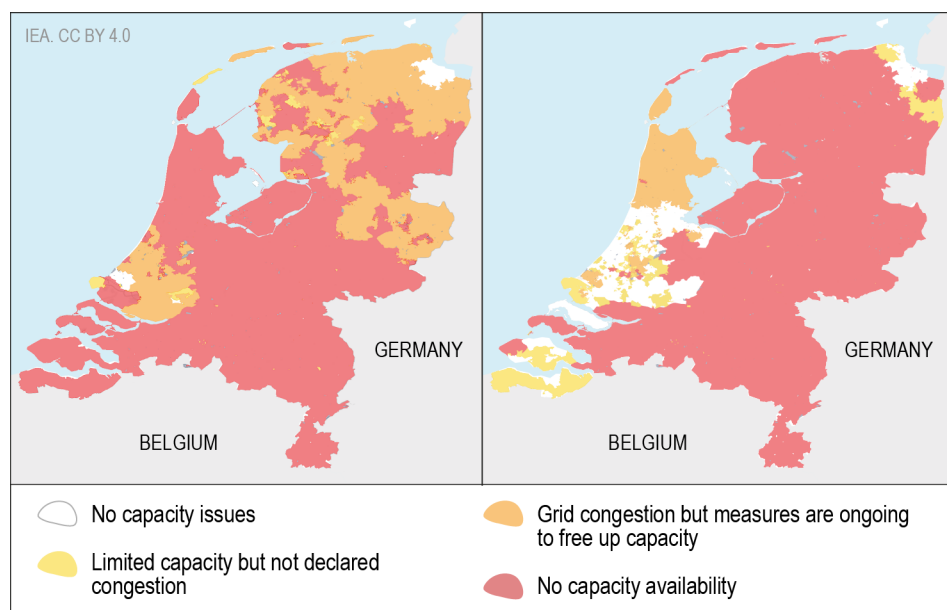 IEA. CC BY 4.0
GERMANY
BELGIUM
GERMANY
BELGIUM
No capacity issues
Limited capacity but not declared
congestion
Grid congestion but measures are ongoing
to free up capacity
No capacity availability